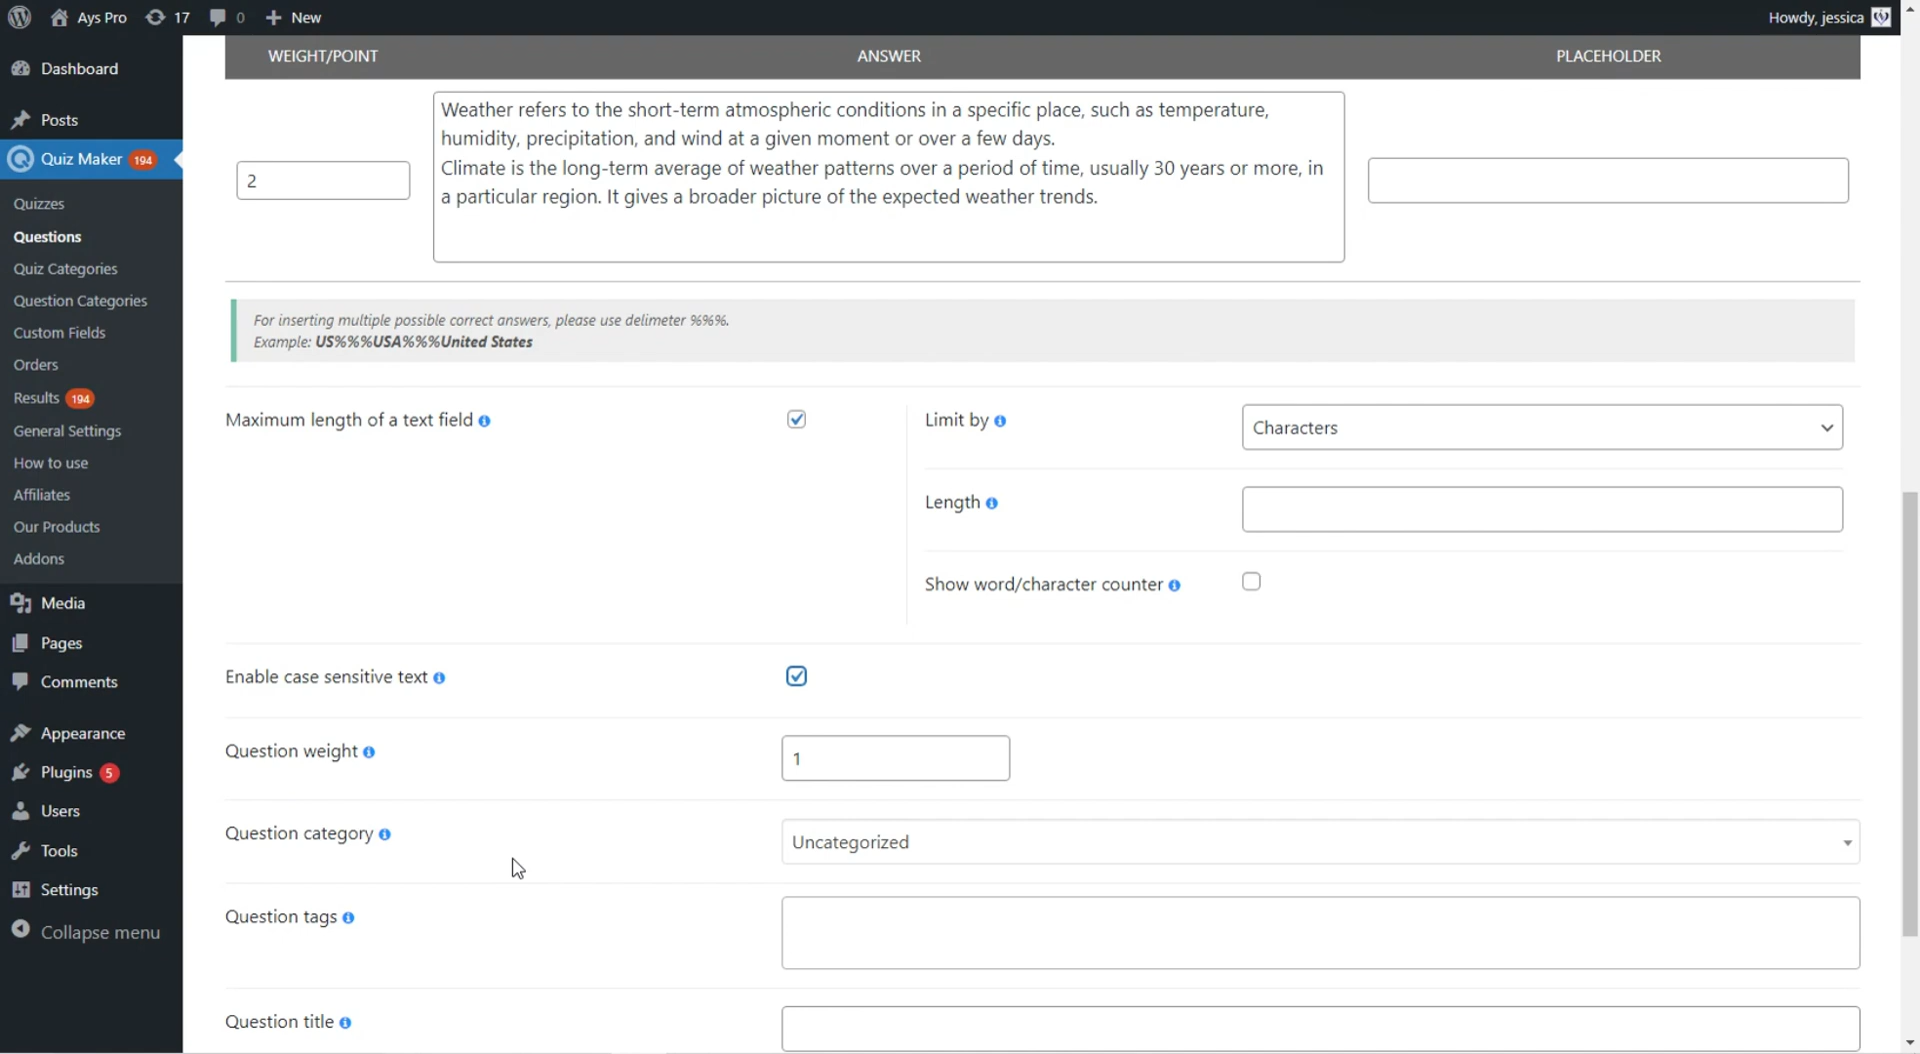 Ays Pro 17 0 New Howdy, jessica
Dashboard
Posts
Quiz Maker 194
Quizzes
Questions
Quiz Categories
Question Categories
Custom Fields
Orders
Results 194
General Settings
How to use
Affiliates
Our Products
Addons
Media
Pages
Comments
Appearance
Plugins 5
Users
Tools
Settings
Collapse menu
WEIGHT/POINT ANSWER PLACEHOLDER
2
Weather refers to the short-term atmospheric conditions in a specific place, such as temperature,
humidity, precipitation, and wind at a given moment or over a few days.
Climate is the long-term average of weather patterns over a period of time, usually 30 years or more, in
a particular region. It gives a broader picture of the expected weather trends.
For inserting multiple possible correct answers, please use delimeter %%%.
Example: US%%%USA%%%United States
Maximum length of a text field
Limit by Characters
Length
Show word/character counter
Enable case sensitive text
Question weight 1
Question category Uncategorized
Question tags
Question title